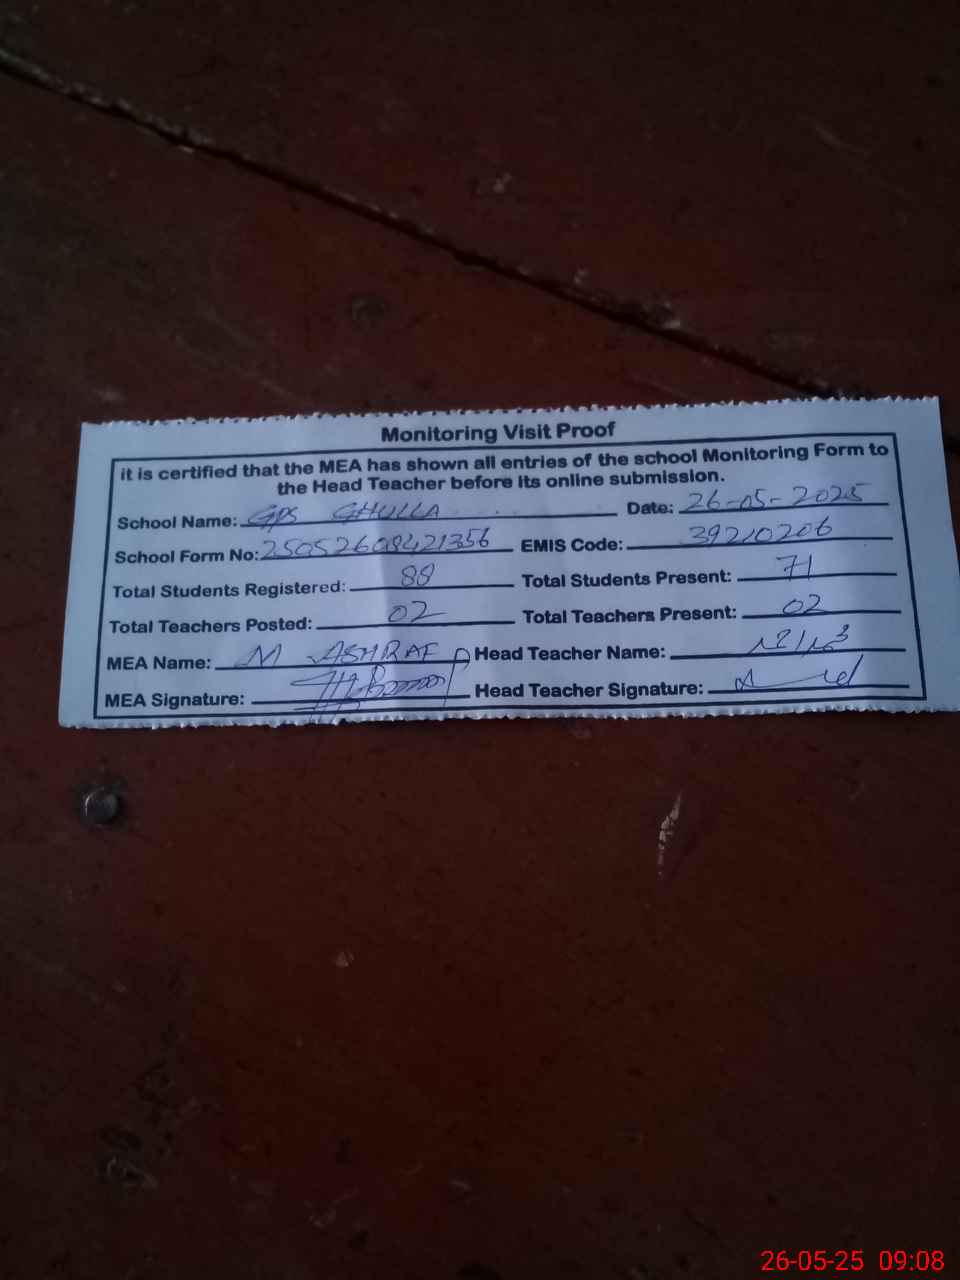 Monitoring Visit Proof
it is certified that the MEA has shown all entries of the school Monitoring Form to
the Head Teacher before its online submission.
School Name: GPS GHULLA Date: 26-05-2025
School Form No: 25052608421356 EMIS Code: 39210206
Total Students Registered: 88 Total Students Present: 71
Total Teachers Posted: 02 Total Teachers Present: 02
MEA Name: M ASHRAF Head Teacher Name:
MEA Signature: Head Teacher Signature:
26-05-25 09:08